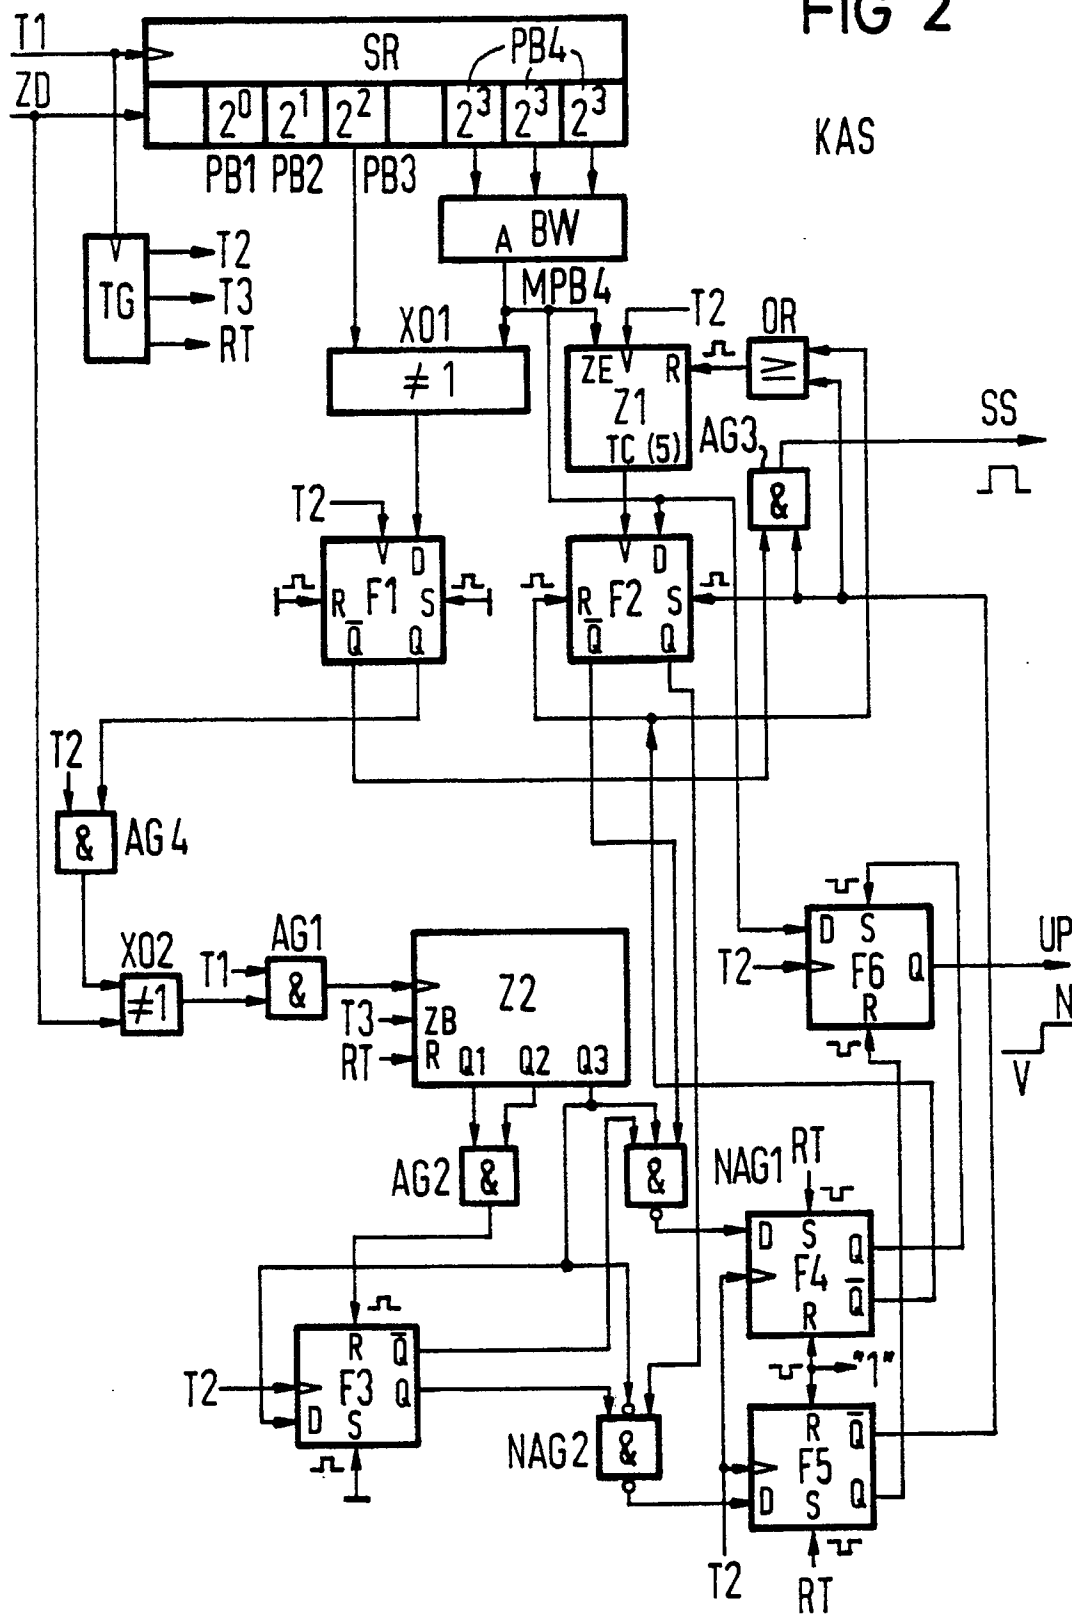 FIG 2
T1
SR
PB4
ZD
2⁰ 2¹ 2² 2³ 2³ 2³
KAS
PB1 PB2 PB3
BW
A
TG
T2
T3
RT
MPB4
T2
OR
XO1
≠ 1
ZE R
Z1
TC (5)
≥
AG3
SS
&
T2
D
R F1 S
Q̅ Q
D
R F2 S
Q̅ Q
T2
&
AG4
XO2
≠1
T1
AG1
&
T3
RT
Z2
ZB
R Q1 Q2 Q3
D S
T2
F6 Q
R
UP
N
V̅
AG2
&
&
NAG1
RT
D S Q
F4 Q̅
R
"1"
T2
R Q̅
F3 Q
D S
NAG2
&
R Q̅
F5
D S Q
T2
RT